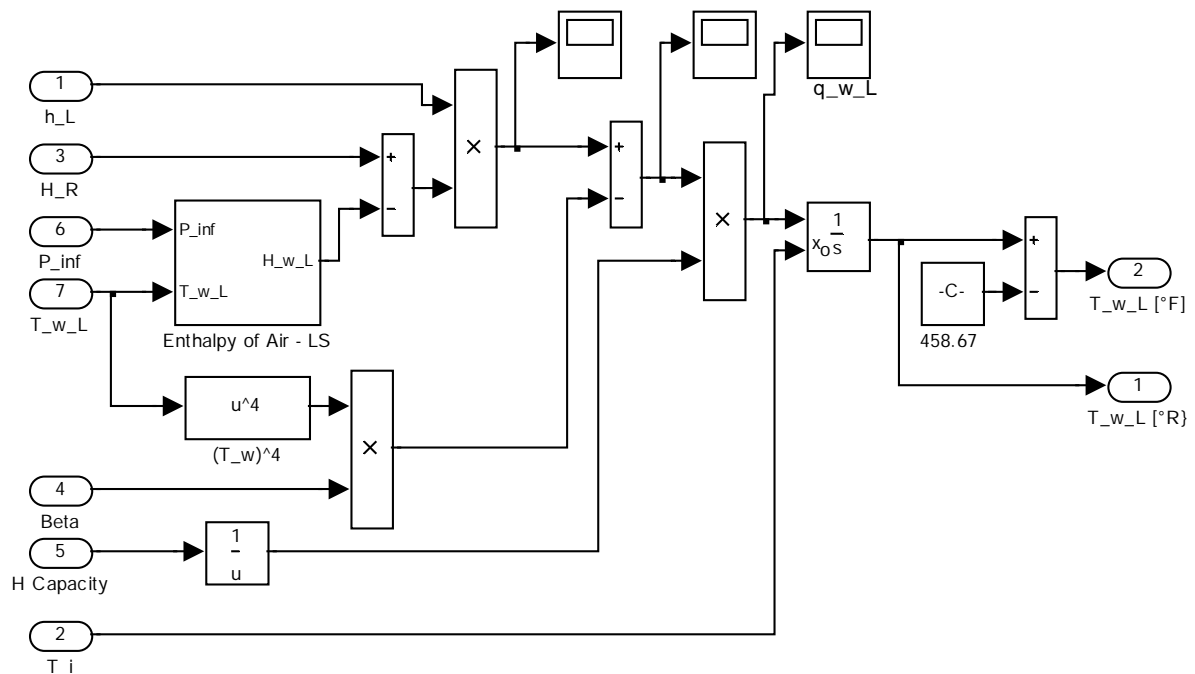 q_w_L
1
h_L
×
+
−
3
H_R
+
−
6
P_inf
P_inf
H_w_L
7
T_w_L
T_w_L
Enthalpy of Air - LS
×
1
xo s
+
−
2
T_w_L [°F]
-C-
458.67
1
T_w_L [°R}
u^4
(T_w)^4
×
4
Beta
5
H Capacity
1
u
2
T_i